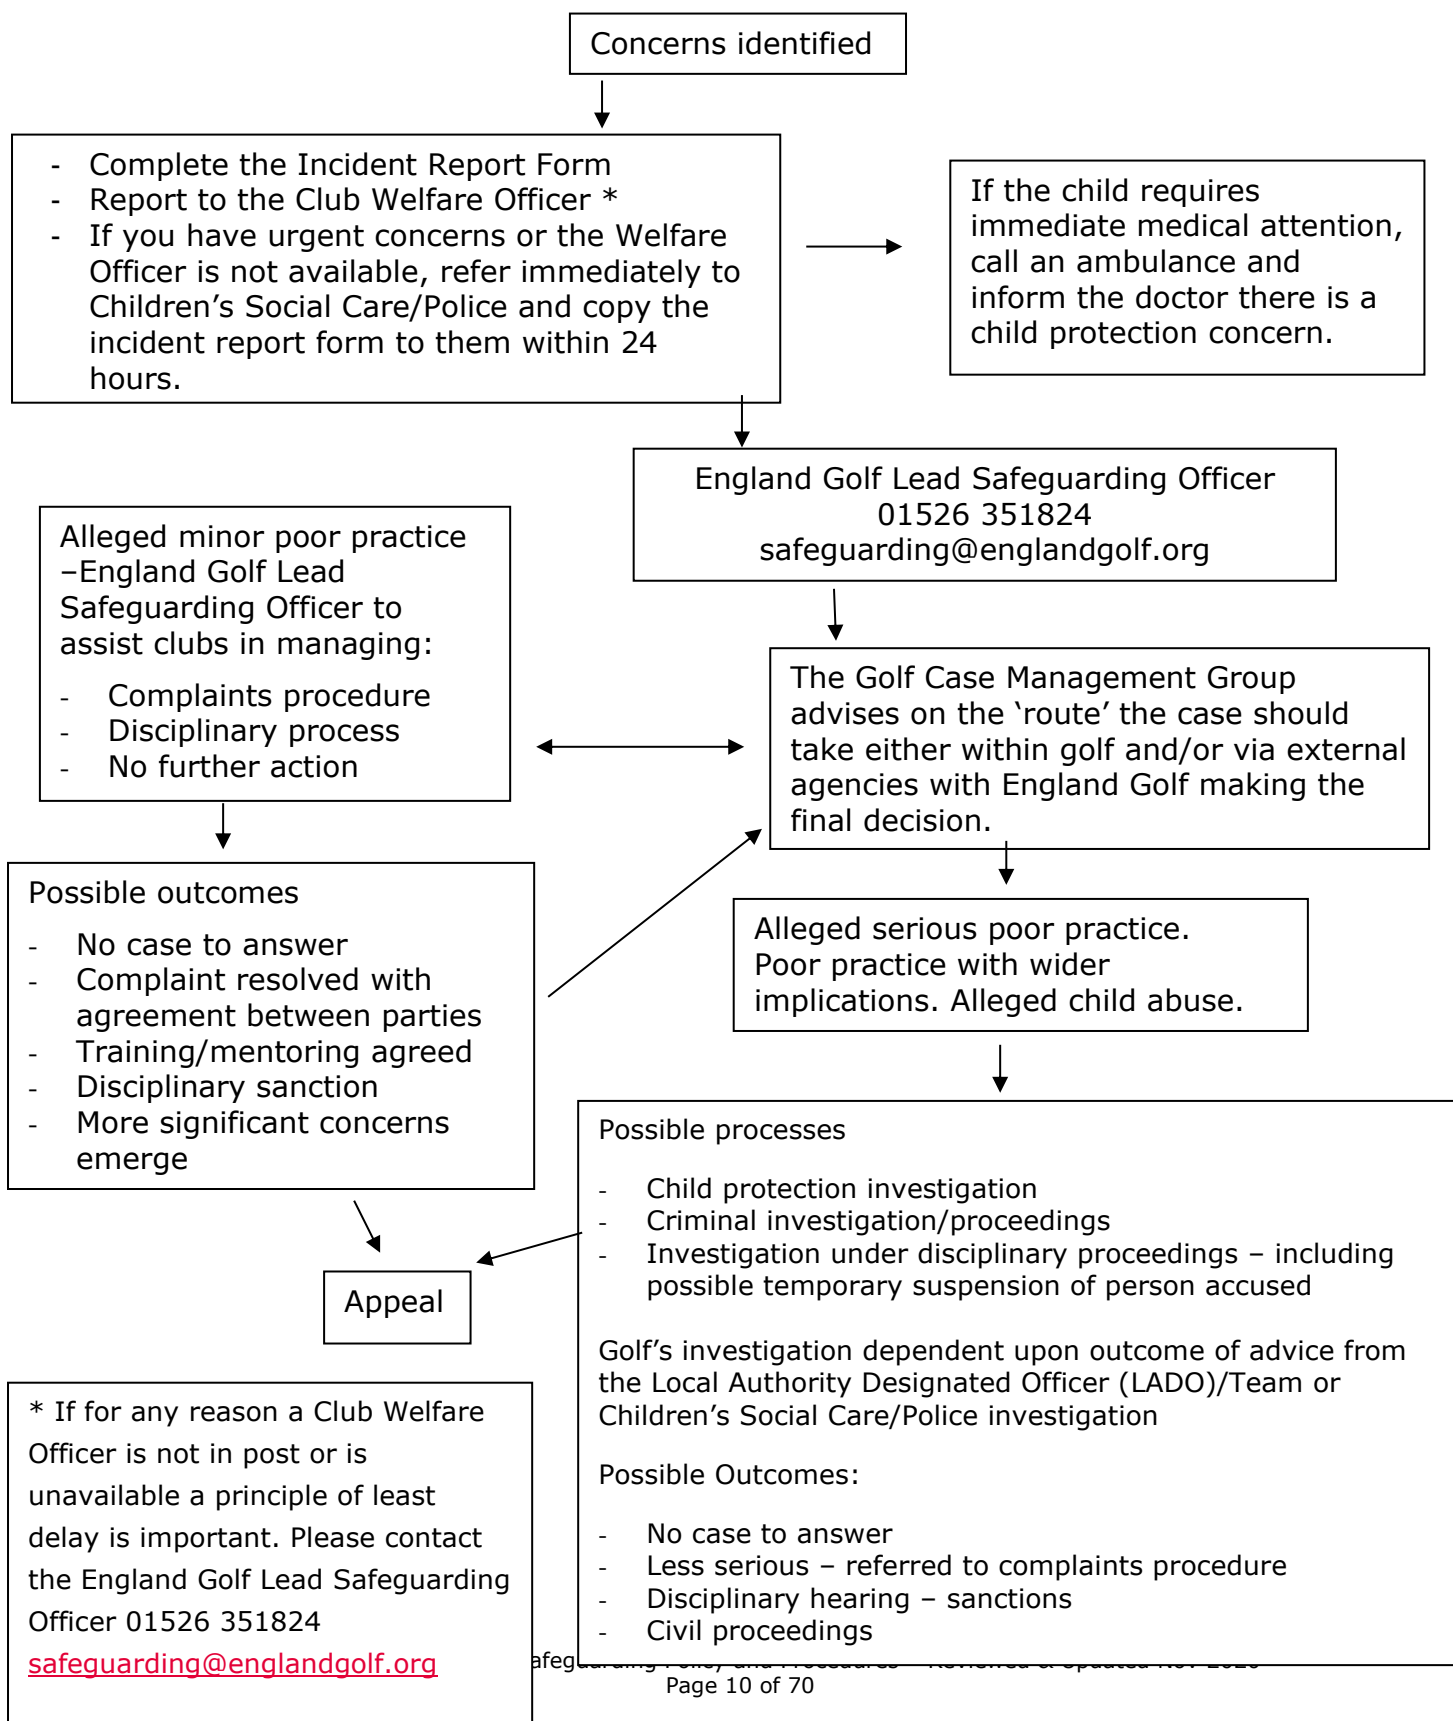 Concerns identified
- Complete the Incident Report Form
- Report to the Club Welfare Officer *
- If you have urgent concerns or the Welfare
Officer is not available, refer immediately to
Children’s Social Care/Police and copy the
incident report form to them within 24
hours.
If the child requires
immediate medical attention,
call an ambulance and
inform the doctor there is a
child protection concern.
England Golf Lead Safeguarding Officer
01526 351824
safeguarding@englandgolf.org
Alleged minor poor practice
–England Golf Lead
Safeguarding Officer to
assist clubs in managing:
- Complaints procedure
- Disciplinary process
- No further action
The Golf Case Management Group
advises on the ‘route’ the case should
take either within golf and/or via external
agencies with England Golf making the
final decision.
Possible outcomes
- No case to answer
- Complaint resolved with
agreement between parties
- Training/mentoring agreed
- Disciplinary sanction
- More significant concerns
emerge
Alleged serious poor practice.
Poor practice with wider
implications. Alleged child abuse.
Possible processes
- Child protection investigation
- Criminal investigation/proceedings
- Investigation under disciplinary proceedings – including
possible temporary suspension of person accused
Golf’s investigation dependent upon outcome of advice from
the Local Authority Designated Officer (LADO)/Team or
Children’s Social Care/Police investigation
Possible Outcomes:
- No case to answer
- Less serious – referred to complaints procedure
- Disciplinary hearing – sanctions
- Civil proceedings
Appeal
* If for any reason a Club Welfare
Officer is not in post or is
unavailable a principle of least
delay is important. Please contact
the England Golf Lead Safeguarding
Officer 01526 351824
safeguarding@englandgolf.org
Policy and Procedures Reviewed & Updated Nov
Page 10 of 70